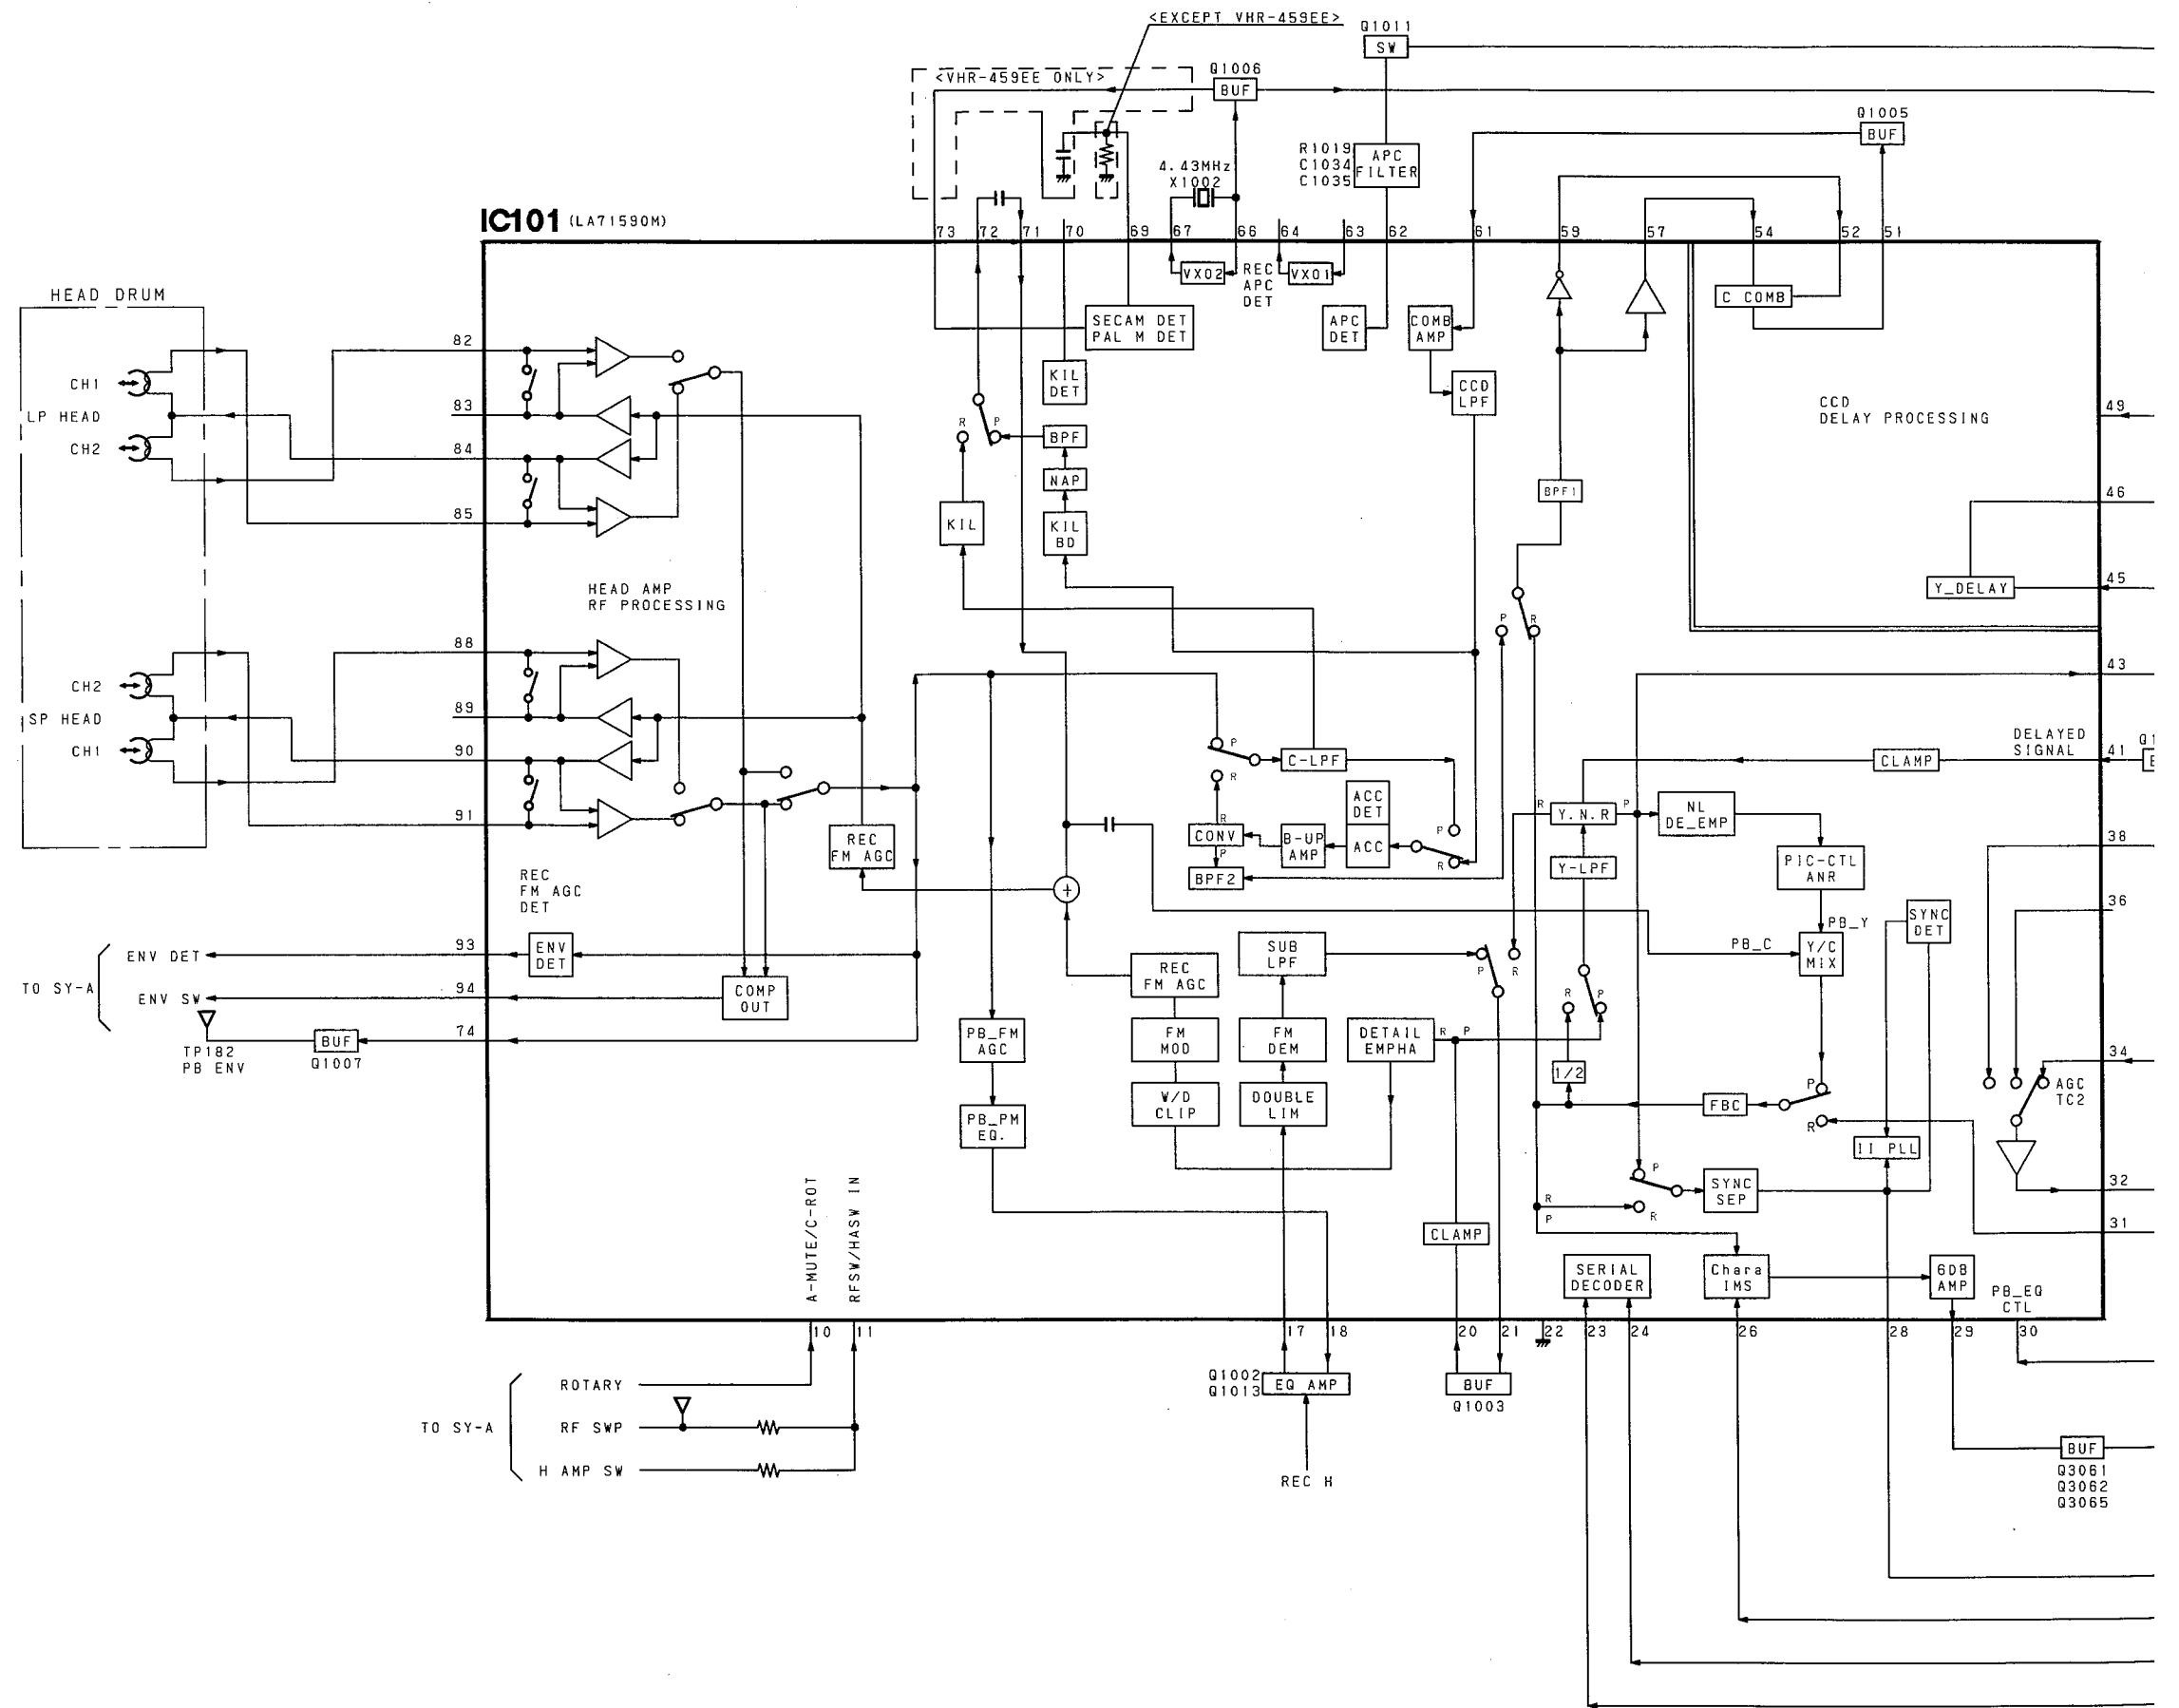 <EXCEPT VHR-459EE>
Q1011
SW
<VHR-459EE ONLY>
Q1006
BUF
Q1005
BUF
R1019
C1034
C1035
APC
FILTER
4.43MHz
X1002
IC101 (LA71590M)
73
72
71
70
69
67
66
64
63
62
61
59
57
54
52
51
VXO2
REC
APC
DET
VXO1
SECAM DET
PAL M DET
APC
DET
COMB
AMP
C COMB
HEAD DRUM
CH1
LP HEAD
CH2
82
83
84
85
KIL
DET
CCD
LPF
CCD
DELAY PROCESSING
49
R
P
BPF
NAP
KIL
KIL
BD
BPF1
46
45
Y_DELAY
HEAD AMP
RF PROCESSING
P
R
CH2
SP HEAD
CH1
88
89
90
91
43
DELAYED
SIGNAL
41
Q1
CLAMP
P
R
C-LPF
ACC
DET
ACC
P
R
CONV
R
P
B-UP
AMP
BPF2
R
Y.N.R
P
NL
DE_EMP
Y-LPF
PIC-CTL
ANR
38
36
REC
FM AGC
REC
FM AGC
DET
+
PB_Y
SYNC
DET
PB_C
Y/C
MIX
TO SY-A
ENV DET
93
ENV
DET
ENV SW
94
COMP
OUT
TP182
PB ENV
BUF
Q1007
74
PB_FM
AGC
PB_PM
EQ.
REC
FM AGC
FM
MOD
W/D
CLIP
SUB
LPF
FM
DEM
DOUBLE
LIM
P
R
DETAIL
EMPHA
R P
R
P
1/2
FBC
P
R
34
AGC
TC2
II PLL
32
31
P
R
SYNC
SEP
R
P
CLAMP
A-MUTE/C-ROT
RFSW/HASW IN
SERIAL
DECODER
Chara
IMS
6DB
AMP
PB_EQ
CTL
10
11
17
18
20
21
22
23
24
26
28
29
30
TO SY-A
ROTARY
RF SWP
H AMP SW
Q1002
Q1013
EQ AMP
REC H
BUF
Q1003
BUF
Q3061
Q3062
Q3065